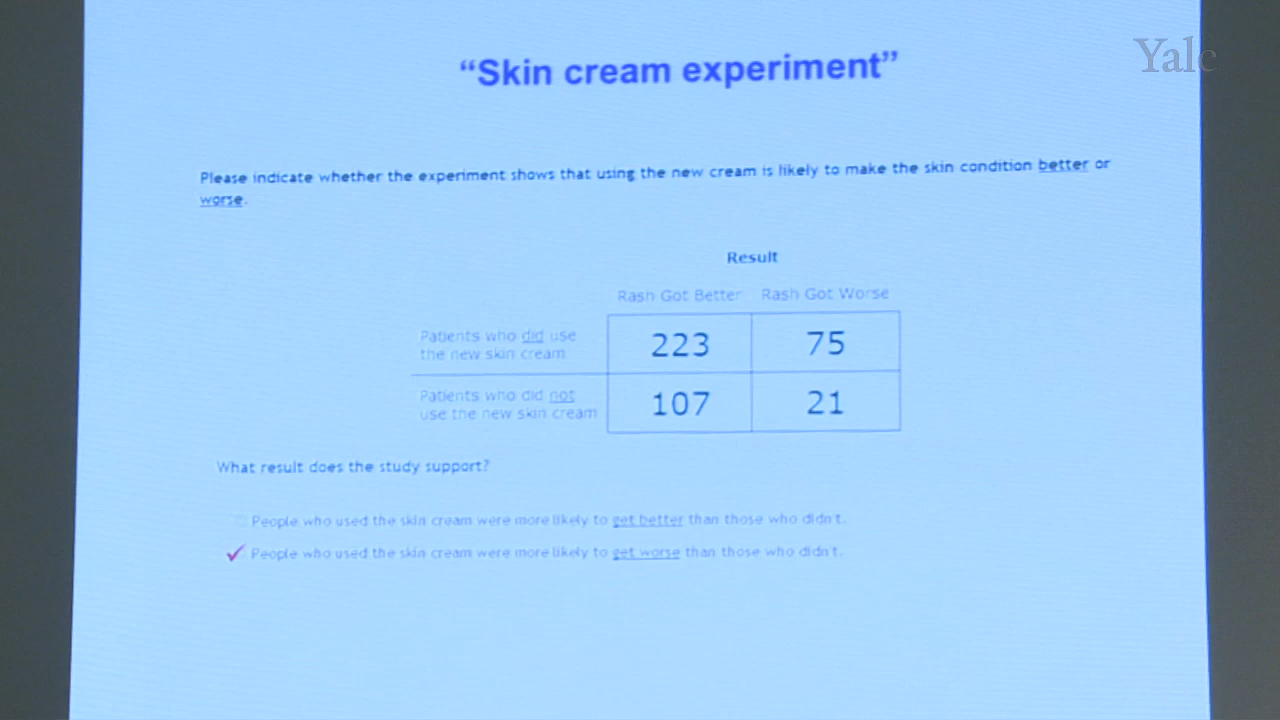 Yale
“Skin cream experiment”
Please indicate whether the experiment shows that using the new cream is likely to make the skin condition better or
worse.
Result
Rash Got Better Rash Got Worse
Patients who did use
the new skin cream
223 75
Patients who did not
use the new skin cream
107 21
What result does the study support?
People who used the skin cream were more likely to get better than those who didn't.
People who used the skin cream were more likely to get worse than those who didn't.